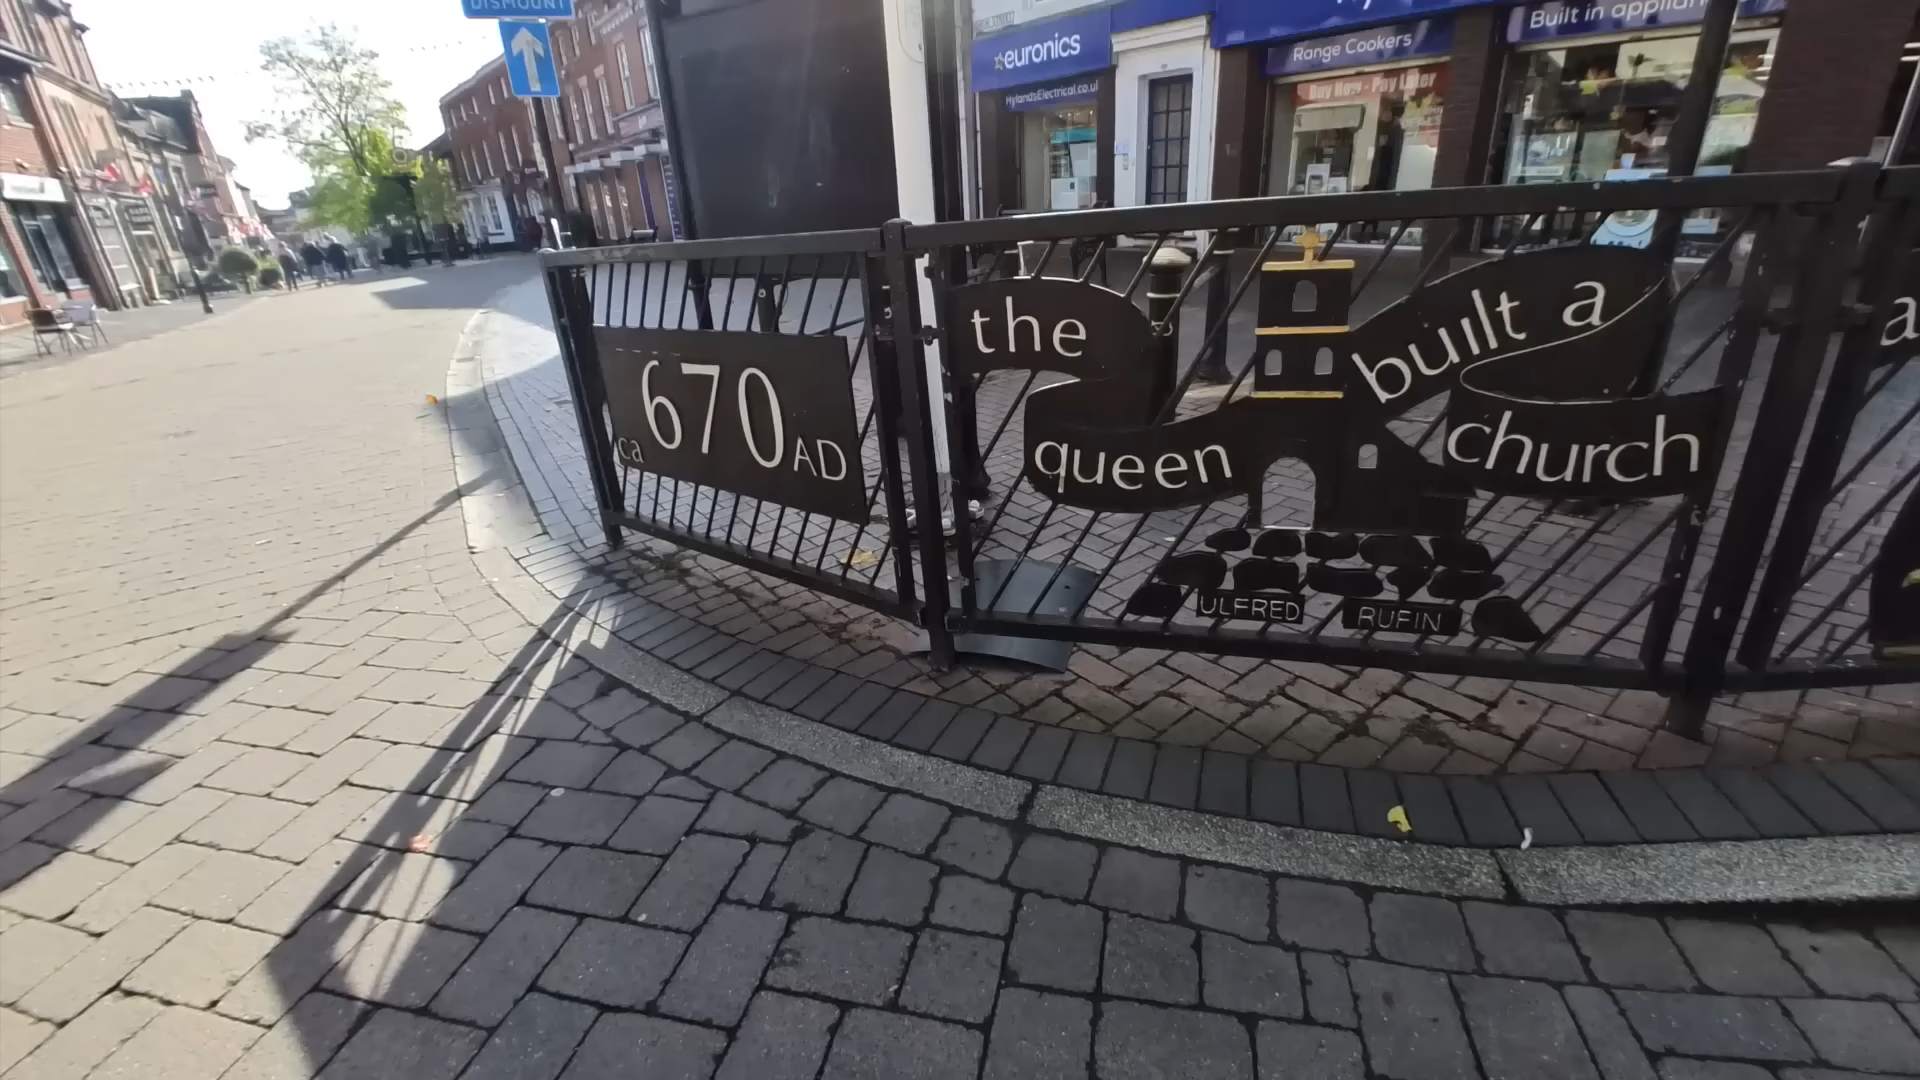 DISMOUNT
euronics
HylandsElectrical.co.uk
Range Cookers
Buy Now - Pay Later
Built in
ca 670 AD
the
queen
built a
church
ULFRED
RUFIN
a